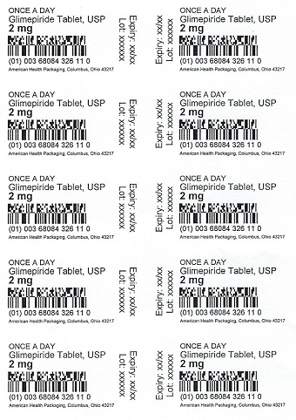 ONCE A DAY
Glimepiride Tablet, USP
2 mg
(01) 003 68084 326 11 0
American Health Packaging, Columbus, Ohio 43217
Expiry: xx/xx
Lot: xxxxxx
Expiry: xx/xx
Lot: xxxxxx
ONCE A DAY
Glimepiride Tablet, USP
2 mg
(01) 003 68084 326 11 0
American Health Packaging, Columbus, Ohio 43217
ONCE A DAY
Glimepiride Tablet, USP
2 mg
(01) 003 68084 326 11 0
American Health Packaging, Columbus, Ohio 43217
Expiry: xx/xx
Lot: xxxxxx
Expiry: xx/xx
Lot: xxxxxx
ONCE A DAY
Glimepiride Tablet, USP
2 mg
(01) 003 68084 326 11 0
American Health Packaging, Columbus, Ohio 43217
ONCE A DAY
Glimepiride Tablet, USP
2 mg
(01) 003 68084 326 11 0
American Health Packaging, Columbus, Ohio 43217
Expiry: xx/xx
Lot: xxxxxx
Expiry: xx/xx
Lot: xxxxxx
ONCE A DAY
Glimepiride Tablet, USP
2 mg
(01) 003 68084 326 11 0
American Health Packaging, Columbus, Ohio 43217
ONCE A DAY
Glimepiride Tablet, USP
2 mg
(01) 003 68084 326 11 0
American Health Packaging, Columbus, Ohio 43217
Expiry: xx/xx
Lot: xxxxxx
Expiry: xx/xx
Lot: xxxxxx
ONCE A DAY
Glimepiride Tablet, USP
2 mg
(01) 003 68084 326 11 0
American Health Packaging, Columbus, Ohio 43217
ONCE A DAY
Glimepiride Tablet, USP
2 mg
(01) 003 68084 326 11 0
American Health Packaging, Columbus, Ohio 43217
Expiry: xx/xx
Lot: xxxxxx
Expiry: xx/xx
Lot: xxxxxx
ONCE A DAY
Glimepiride Tablet, USP
2 mg
(01) 003 68084 326 11 0
American Health Packaging, Columbus, Ohio 43217